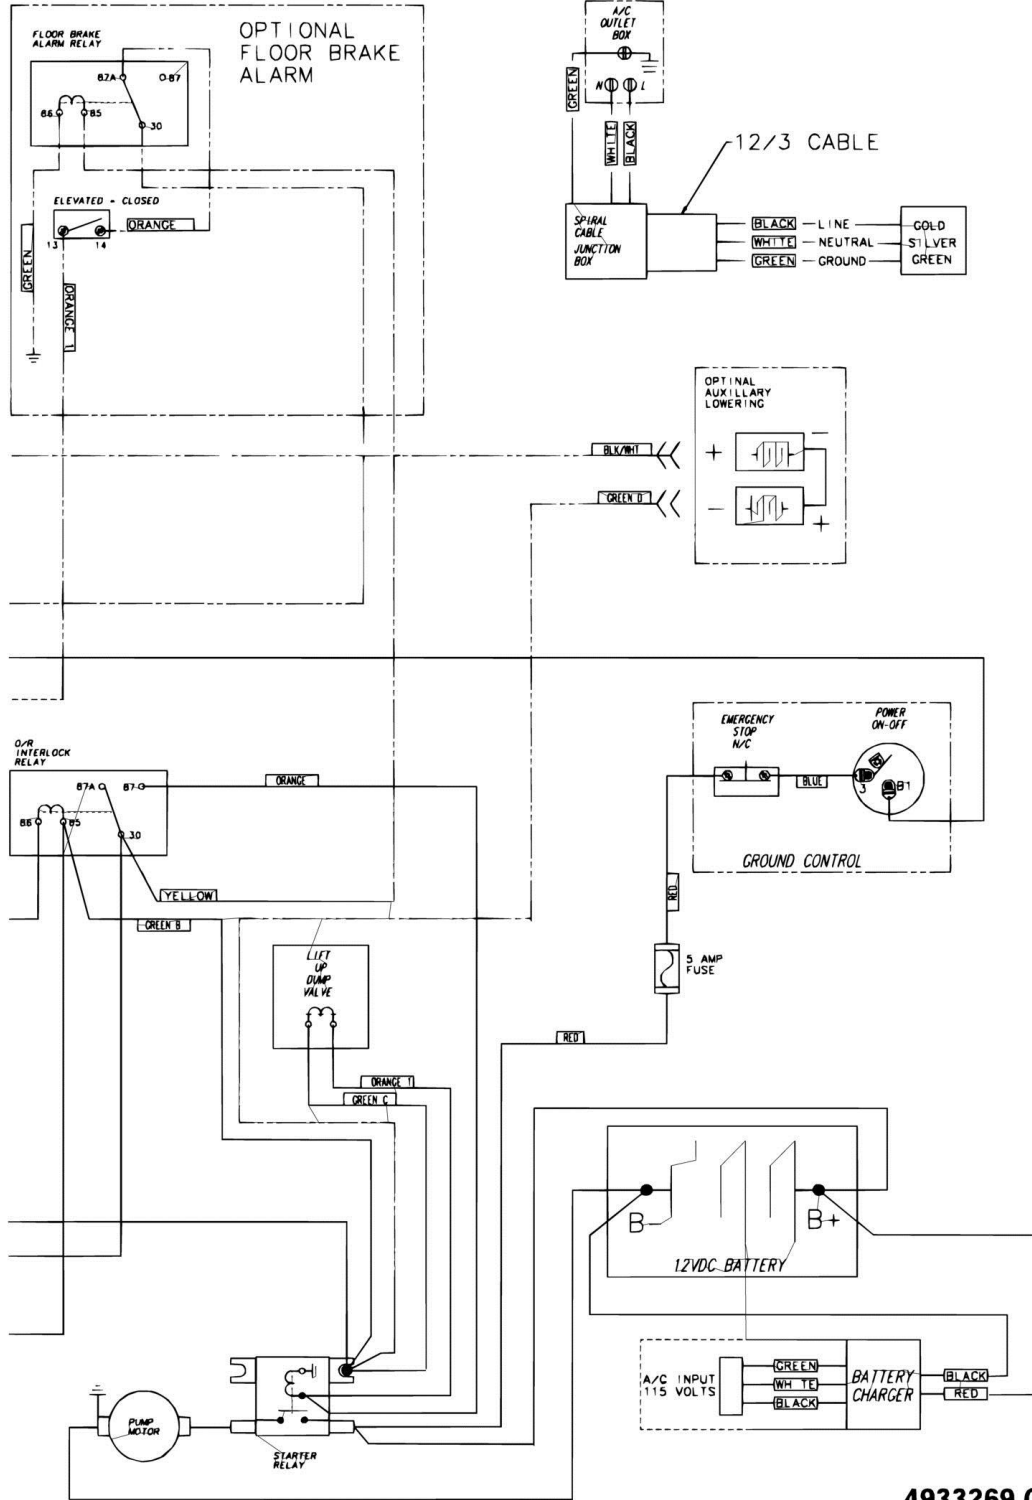 OPTIONAL
FLOOR BRAKE
ALARM
FLOOR BRAKE
ALARM RELAY
87A
87
86
85
30
ELEVATED - CLOSED
13
14
ORANGE
GREEN
ORANGE 1
A/C
OUTLET
BOX
N
L
GREEN
WHITE
BLACK
12/3 CABLE
SPIRAL
CABLE
JUNCTION
BOX
BLACK
LINE
GOLD
WHITE
NEUTRAL
SILVER
GREEN
GROUND
GREEN
OPTINAL
AUXILLARY
LOWERING
+
-
-
+
BLK/WHT
GREEN D
O/R
INTERLOCK
RELAY
87A
87
86
85
30
ORANGE
YELLOW
GREEN B
EMERGENCY
STOP
N/C
POWER
ON-OFF
BLUE
3
B1
GROUND CONTROL
RED
5 AMP
FUSE
RED
LIFT
UP
DUMP
VALVE
ORANGE T
GREEN C
B-
B+
12VDC BATTERY
A/C INPUT
115 VOLTS
GREEN
WH TE
BLACK
BATTERY
CHARGER
BLACK
RED
PUMP
MOTOR
STARTER
RELAY